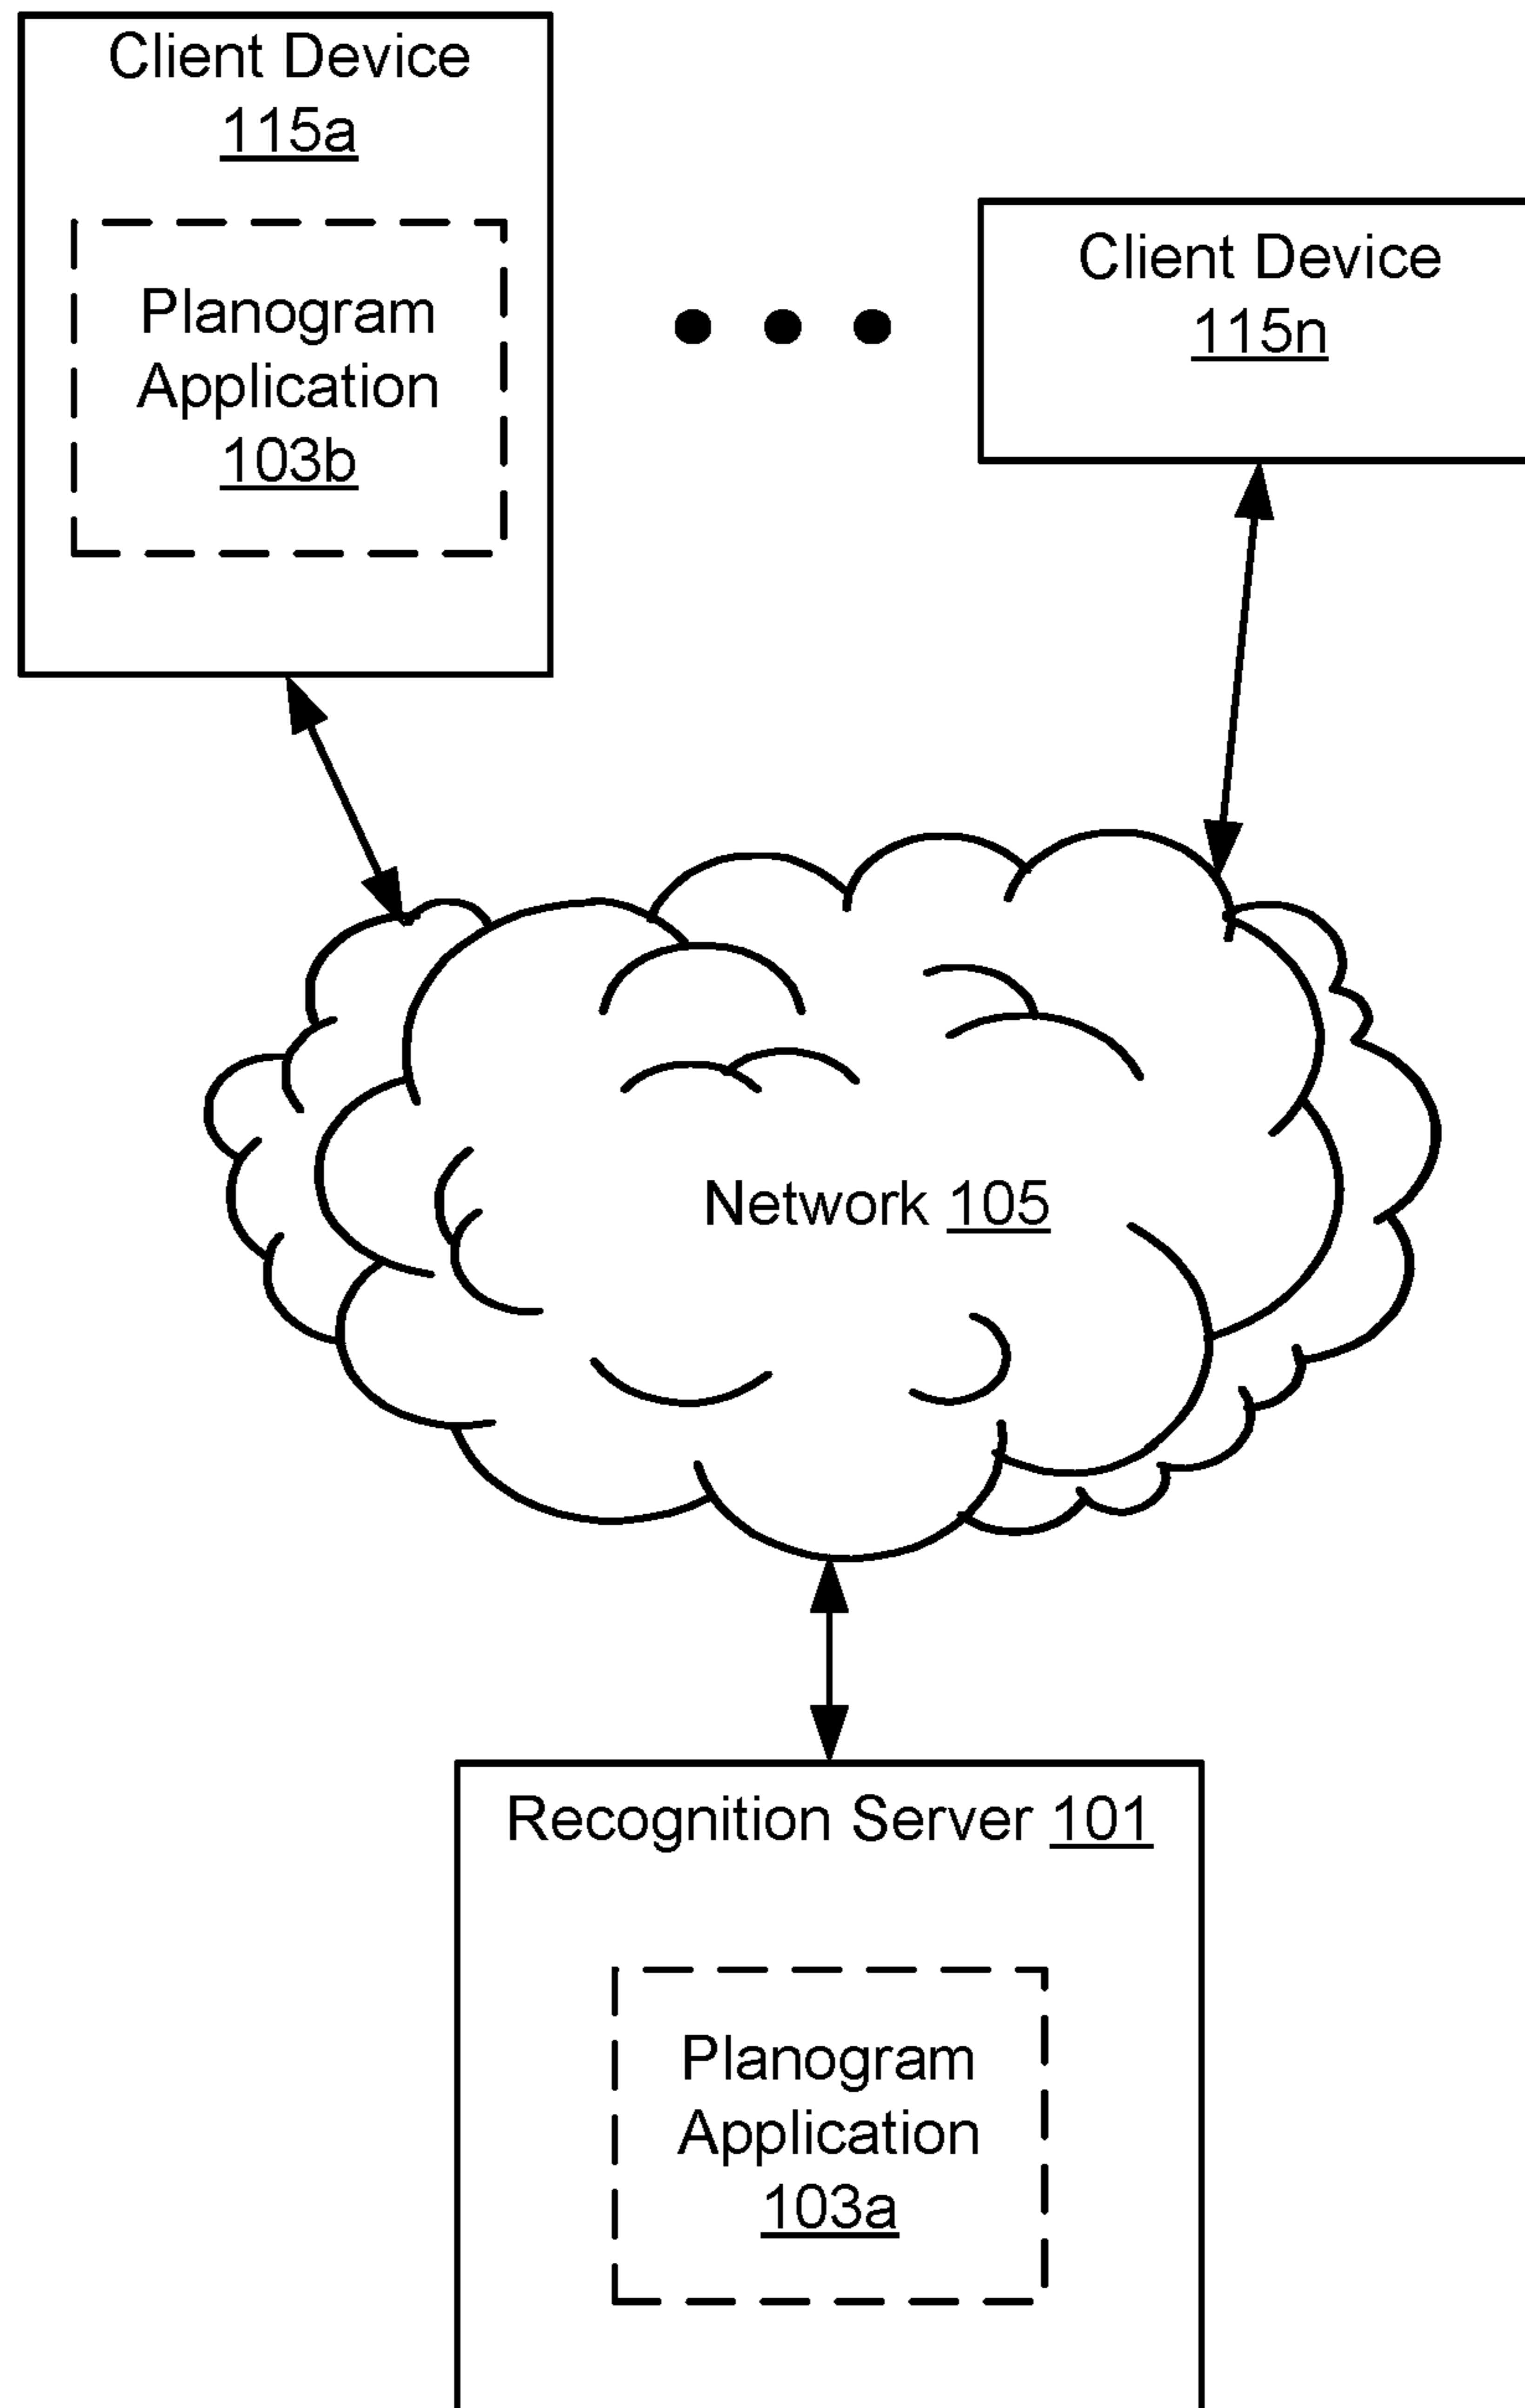 Client Device
115a
Planogram
Application
103b
Client Device
115n
Network 105
Recognition Server 101
Planogram
Application
103a